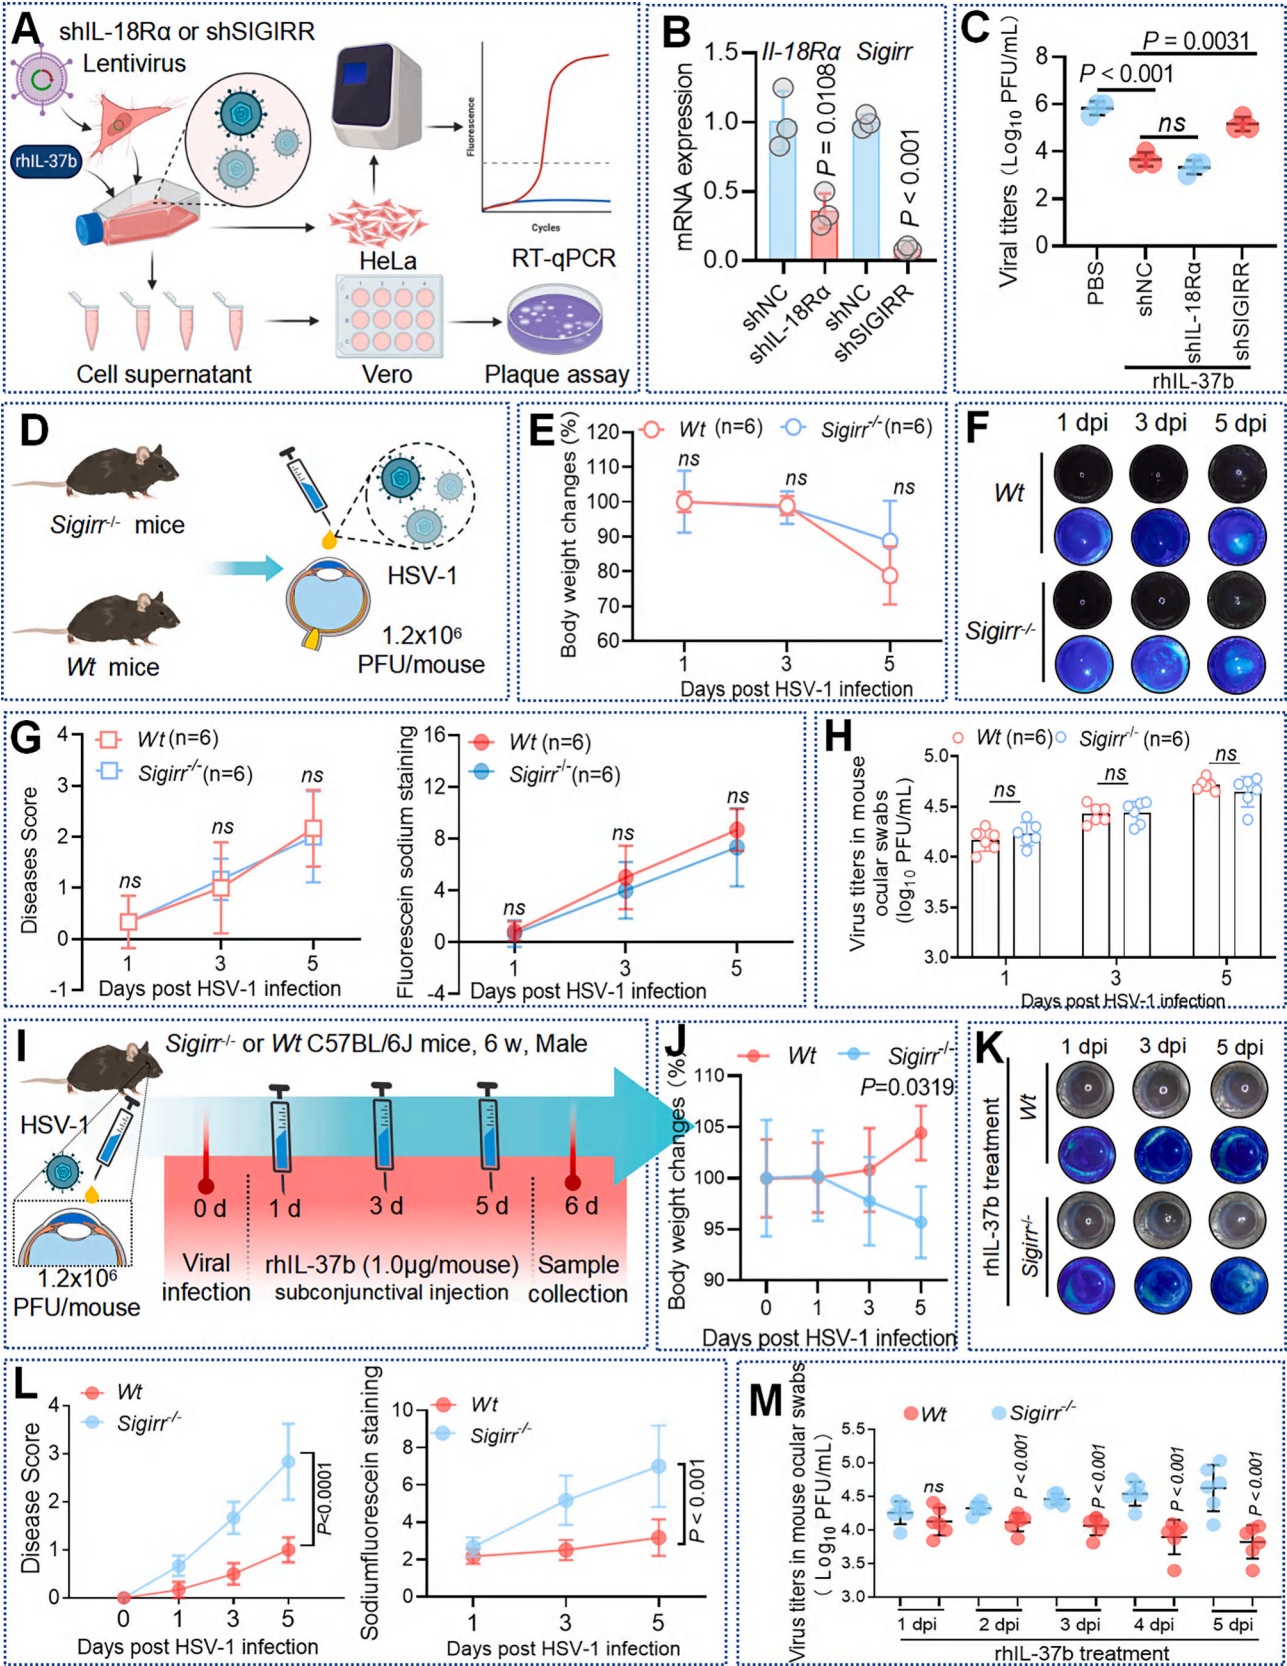 A
shIL-18Rα or shSIGIRR
Lentivirus
rhIL-37b
HeLa
Fluorescence
Cycles
RT-qPCR
Cell supernatant
Vero
Plaque assay
B
mRNA expression
Il-18Rα Sigirr
1.5
1.0
0.5
0.0
P = 0.0108
P < 0.001
shNC
shIL-18Rα
shNC
shSIGIRR
C
Viral titers (Log10 PFU/mL)
8
6
4
2
0
P = 0.0031
P < 0.001
ns
PBS
shNC
shIL-18Rα
shSIGIRR
rhIL-37b
D
Sigirr-/- mice
Wt mice
HSV-1
1.2x10⁶
PFU/mouse
E
Body weight changes (%)
Wt (n=6) Sigirr-/- (n=6)
120
110
100
90
80
70
60
ns ns ns
1 3 5
Days post HSV-1 infection
F
1 dpi 3 dpi 5 dpi
Wt
Sigirr-/-
G
Diseases Score
Wt (n=6)
Sigirr-/- (n=6)
4
3
2
1
0
-1
ns ns ns
1 3 5
Days post HSV-1 infection
Fluorescein sodium staining
Wt (n=6)
Sigirr-/- (n=6)
16
12
8
4
0
-4
ns ns ns
1 3 5
Days post HSV-1 infection
H
Virus titers in mouse
ocular swabs
(log10 PFU/mL)
Wt (n=6) Sigirr-/- (n=6)
5.0
4.5
4.0
3.5
3.0
ns ns ns
1 3 5
Days post HSV-1 infection
I
Sigirr-/- or Wt C57BL/6J mice, 6 w, Male
HSV-1
1.2x10⁶
PFU/mouse
0 d 1 d 3 d 5 d 6 d
Viral
infection
rhIL-37b (1.0μg/mouse)
subconjunctival injection
Sample
collection
J
Body weight changes (%)
Wt Sigirr-/-
P=0.0319
110
105
100
95
90
0 1 3 5
Days post HSV-1 infection
K
1 dpi 3 dpi 5 dpi
rhIL-37b treatment
Wt
Sigirr-/-
L
Disease Score
Wt
Sigirr-/-
4
3
2
1
0
P<0.0001
0 1 3 5
Days post HSV-1 infection
Sodiumfluorescein staining
Wt
Sigirr-/-
10
8
6
4
2
0
P < 0.001
1 3 5
Days post HSV-1 infection
M
Virus titers in mouse ocular swabs
( Log10 PFU/mL)
Wt Sigirr-/-
5.5
5.0
4.5
4.0
3.5
3.0
ns
P < 0.001
P < 0.001
P < 0.001
P < 0.001
1 dpi 2 dpi 3 dpi 4 dpi 5 dpi
rhIL-37b treatment